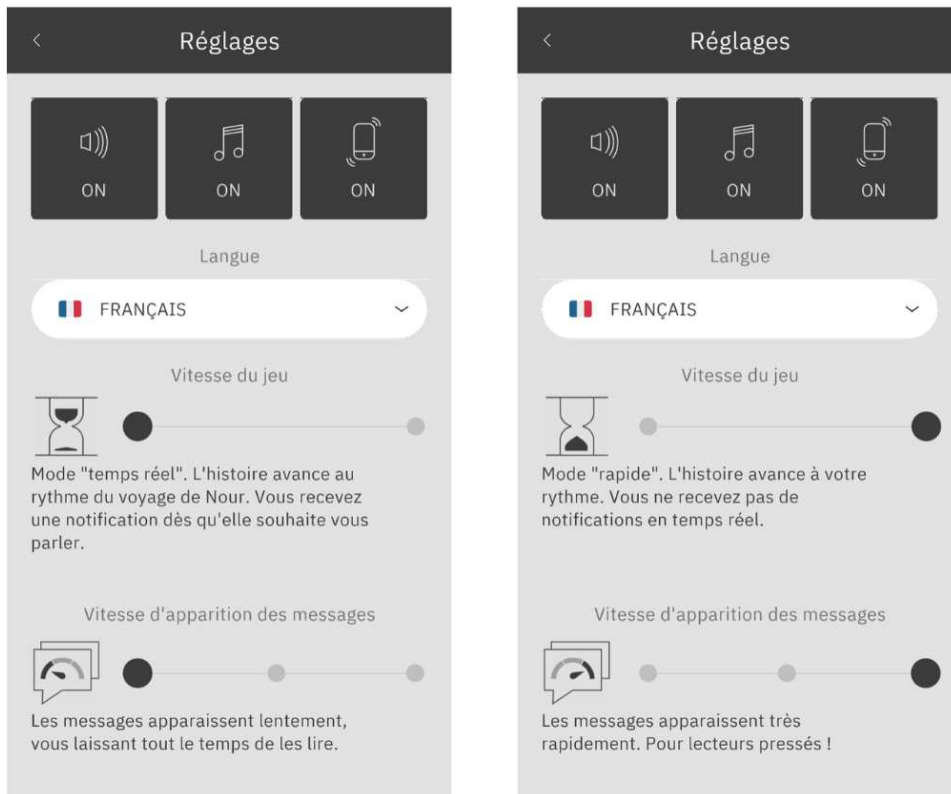 Réglages
ON
ON
ON
Langue
FRANÇAIS
Vitesse du jeu
Mode "temps réel". L'histoire avance au
rythme du voyage de Nour. Vous recevez
une notification dès qu'elle souhaite vous
parler.
Vitesse d'apparition des messages
Les messages apparaissent lentement,
vous laissant tout le temps de les lire.
Réglages
ON
ON
ON
Langue
FRANÇAIS
Vitesse du jeu
Mode "rapide". L'histoire avance à votre
rythme. Vous ne recevez pas de
notifications en temps réel.
Vitesse d'apparition des messages
Les messages apparaissent très
rapidement. Pour lecteurs pressés !